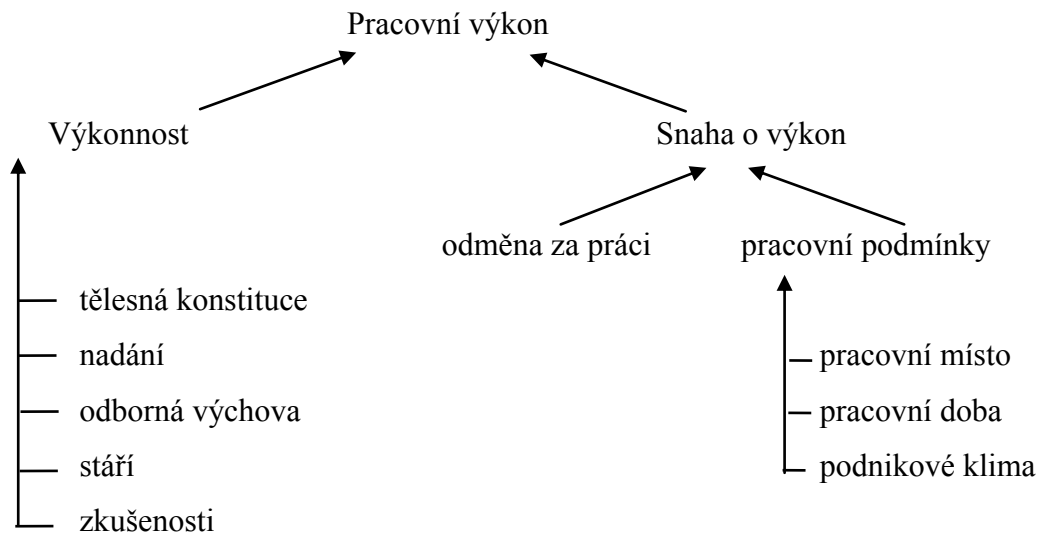 Pracovní výkon
Výkonnost
Snaha o výkon
odměna za práci
pracovní podmínky
tělesná konstituce
nadání
pracovní místo
odborná výchova
pracovní doba
stáří
podnikové klima
zkušenosti